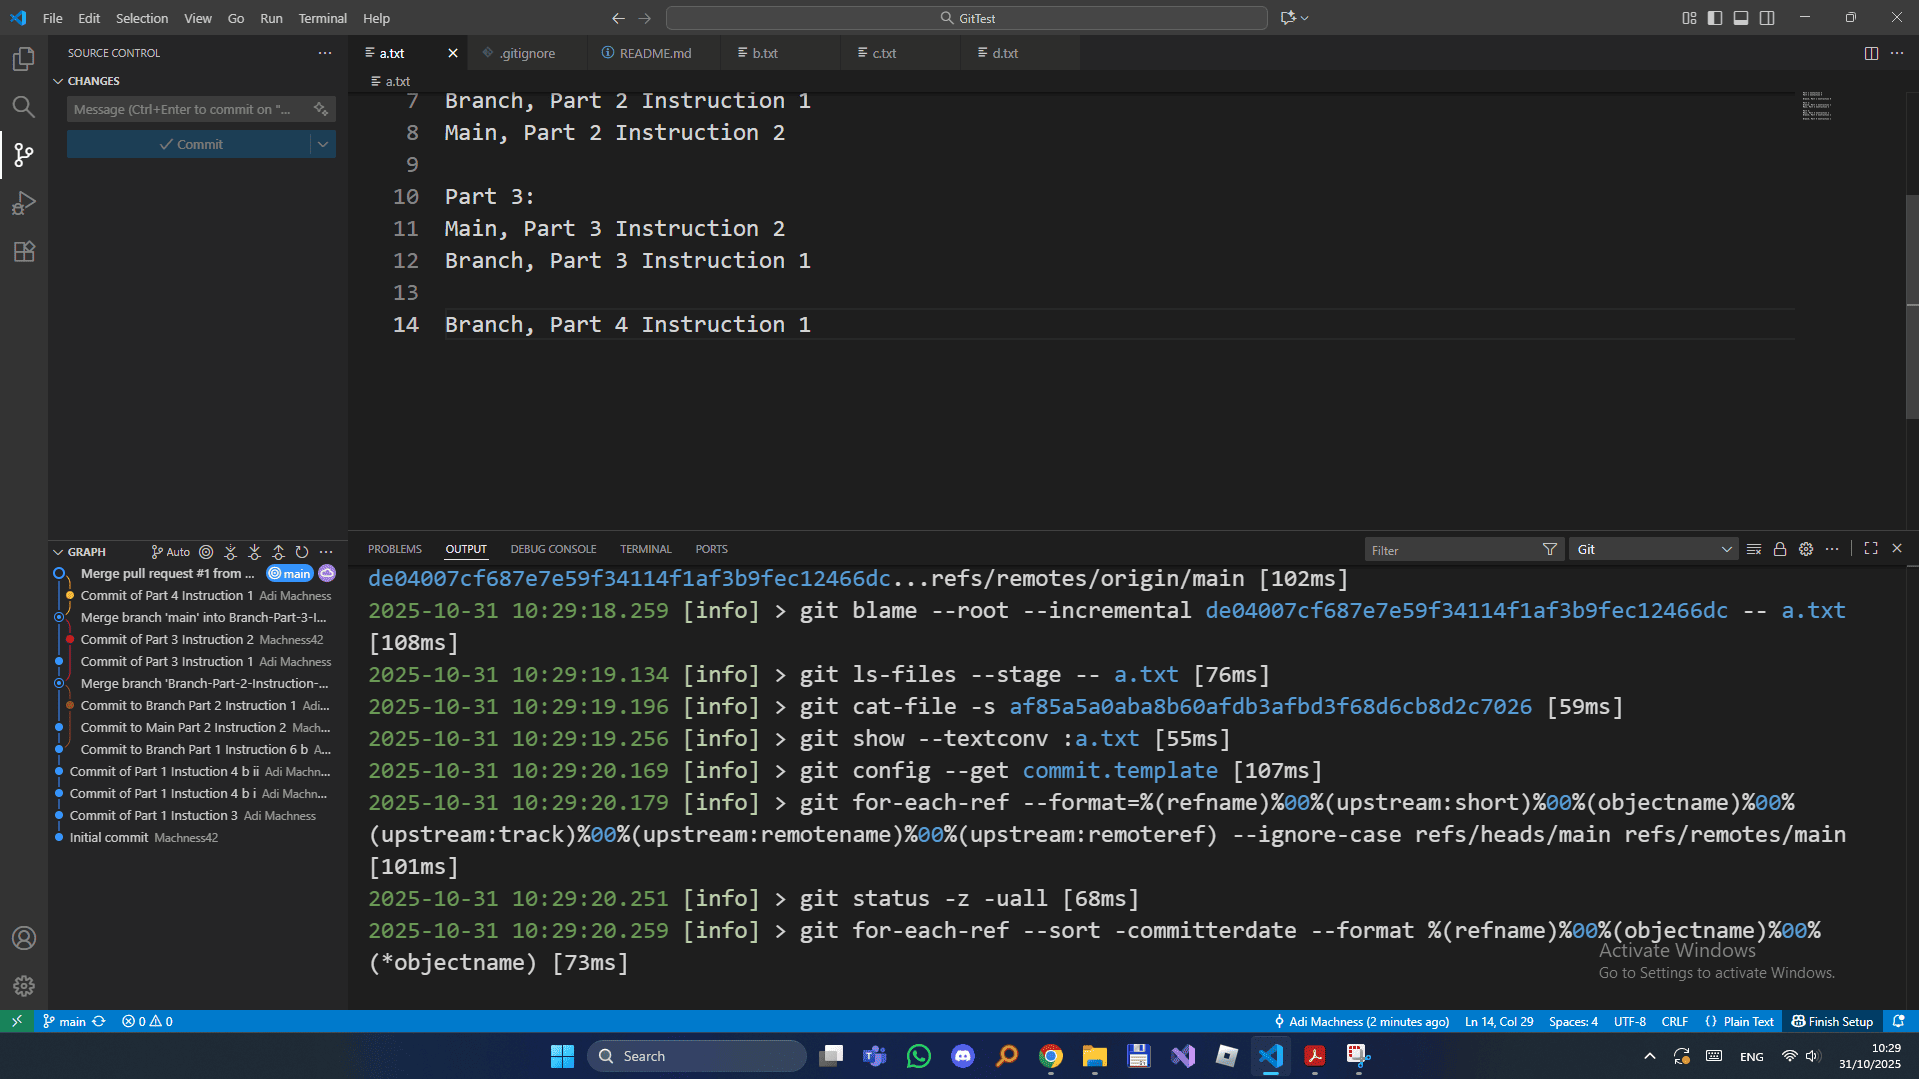 File Edit Selection View Go Run Terminal Help
GitTest
SOURCE CONTROL
CHANGES
Message (Ctrl+Enter to commit on "...
Commit
a.txt
.gitignore
README.md
b.txt
c.txt
d.txt
a.txt
7 Branch, Part 2 Instruction 1
8 Main, Part 2 Instruction 2
9
10 Part 3:
11 Main, Part 3 Instruction 2
12 Branch, Part 3 Instruction 1
13
14 Branch, Part 4 Instruction 1
GRAPH
Auto
Merge pull request #1 from ... main
Commit of Part 4 Instruction 1 Adi Machness
Merge branch 'main' into Branch-Part-3-I...
Commit of Part 3 Instruction 2 Machness42
Commit of Part 3 Instruction 1 Adi Machness
Merge branch 'Branch-Part-2-Instruction-...
Commit to Branch Part 2 Instruction 1 Adi...
Commit to Main Part 2 Instruction 2 Mach...
Commit to Branch Part 1 Instruction 6 b A...
Commit of Part 1 Instuction 4 b ii Adi Machn...
Commit of Part 1 Instuction 4 b i Adi Machn...
Commit of Part 1 Instuction 3 Adi Machness
Initial commit Machness42
PROBLEMS OUTPUT DEBUG CONSOLE TERMINAL PORTS
Filter
Git
de04007cf687e7e59f34114f1af3b9fec12466dc...refs/remotes/origin/main [102ms]
2025-10-31 10:29:18.259 [info] > git blame --root --incremental de04007cf687e7e59f34114f1af3b9fec12466dc -- a.txt
[108ms]
2025-10-31 10:29:19.134 [info] > git ls-files --stage -- a.txt [76ms]
2025-10-31 10:29:19.196 [info] > git cat-file -s af85a5a0aba8b60afdb3afbd3f68d6cb8d2c7026 [59ms]
2025-10-31 10:29:19.256 [info] > git show --textconv :a.txt [55ms]
2025-10-31 10:29:20.169 [info] > git config --get commit.template [107ms]
2025-10-31 10:29:20.179 [info] > git for-each-ref --format=%(refname)%00%(upstream:short)%00%(objectname)%00%
(upstream:track)%00%(upstream:remotename)%00%(upstream:remoteref) --ignore-case refs/heads/main refs/remotes/main
[101ms]
2025-10-31 10:29:20.251 [info] > git status -z -uall [68ms]
2025-10-31 10:29:20.259 [info] > git for-each-ref --sort -committerdate --format %(refname)%00%(objectname)%00%
(*objectname) [73ms]
Activate Windows
Go to Settings to activate Windows.
main
0 0
Adi Machness (2 minutes ago) Ln 14, Col 29 Spaces: 4 UTF-8 CRLF {} Plain Text Finish Setup
Search
ENG
10:29
31/10/2025